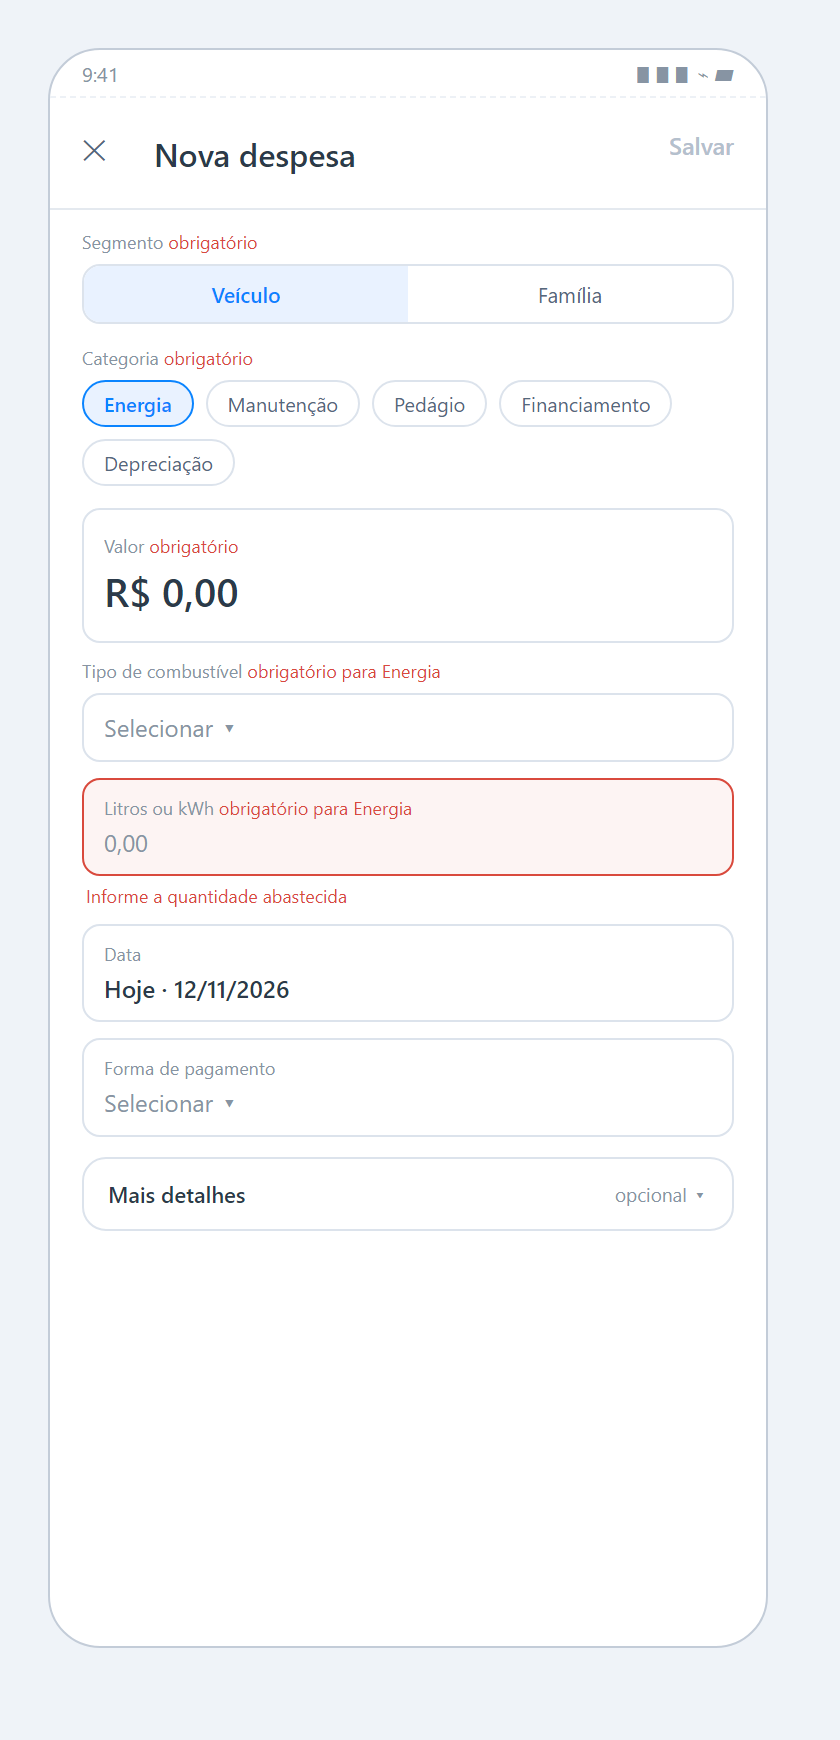 9:41
Nova despesa
Salvar
Segmento obrigatório
Veículo
Família
Categoria obrigatório
Energia
Manutenção
Pedágio
Financiamento
Depreciação
Valor obrigatório
R$ 0,00
Tipo de combustível obrigatório para Energia
Selecionar ▾
Litros ou kWh obrigatório para Energia
0,00
Informe a quantidade abastecida
Data
Hoje · 12/11/2026
Forma de pagamento
Selecionar ▾
Mais detalhes
opcional ▾